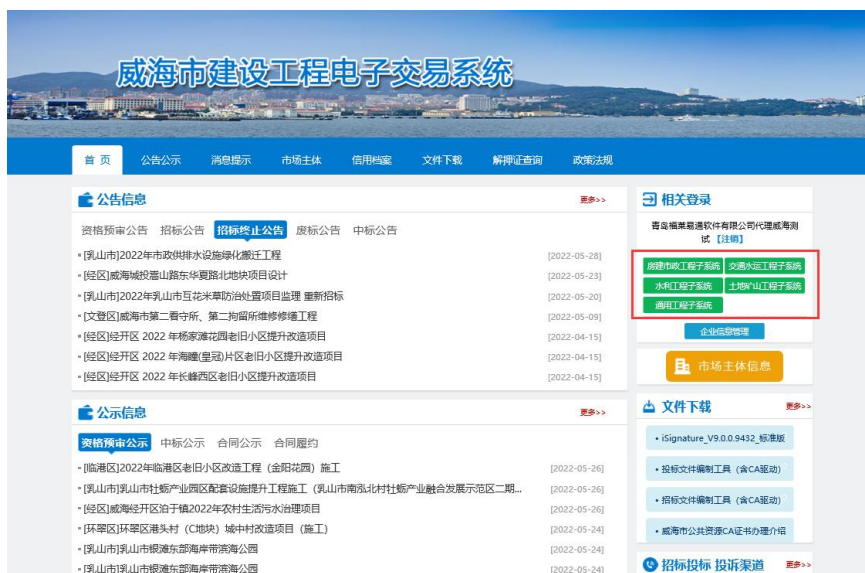 威海市建设工程电子交易系统
首 页 公告公示 消息提示 市场主体 信用档案 文件下载 解押证查询 政策法规
公告信息 更多>>
资格预审公告 招标公告 招标终止公告 废标公告 中标公告
[乳山市]2022年市政供排水设施绿化搬迁工程 [2022-05-28]
[经区]威海城投嵩山路东华夏路北地块项目设计 [2022-05-23]
[乳山市]2022年乳山市互花米草防治处置项目监理 重新招标 [2022-05-20]
[文登区]威海市第二看守所、第二拘留所维修修缮工程 [2022-05-09]
[经区]经开区 2022 年杨家滩花园老旧小区提升改造项目 [2022-04-15]
[经区]经开区 2022 年海瞳(皇冠)片区老旧小区提升改造项目 [2022-04-15]
[经区]经开区 2022 年长峰西区老旧小区提升改造项目 [2022-04-15]
公示信息 更多>>
资格预审公示 中标公示 合同公示 合同履约
[临港区]2022年临港区老旧小区改造工程（金阳花园）施工 [2022-05-26]
[乳山市]乳山市牡蛎产业园区配套设施提升工程施工（乳山市南泓北村牡蛎产业融合发展示范区二期... [2022-05-26]
[经区]威海经开区泊于镇2022年农村生活污水治理项目 [2022-05-26]
[环翠区]环翠区港头村（C地块）城中村改造项目（施工） [2022-05-24]
[乳山市]乳山市银滩东部海岸带滨海公园 [2022-05-24]
[乳山市]乳山市银滩东部海岸带滨海公园 [2022-05-24]
相关登录
青岛福莱易通软件有限公司代理威海测
试 【注销】
房建市政工程子系统 交通水运工程子系统
水利工程子系统 土地矿山工程子系统
通用工程子系统
企业信息管理
市场主体信息
文件下载 更多>>
iSignature_V9.0.0.9432_标准版
投标文件编制工具（含CA驱动）
招标文件编制工具（含CA驱动）
威海市公共资源CA证书办理介绍
招标投标 投诉渠道 更多>>